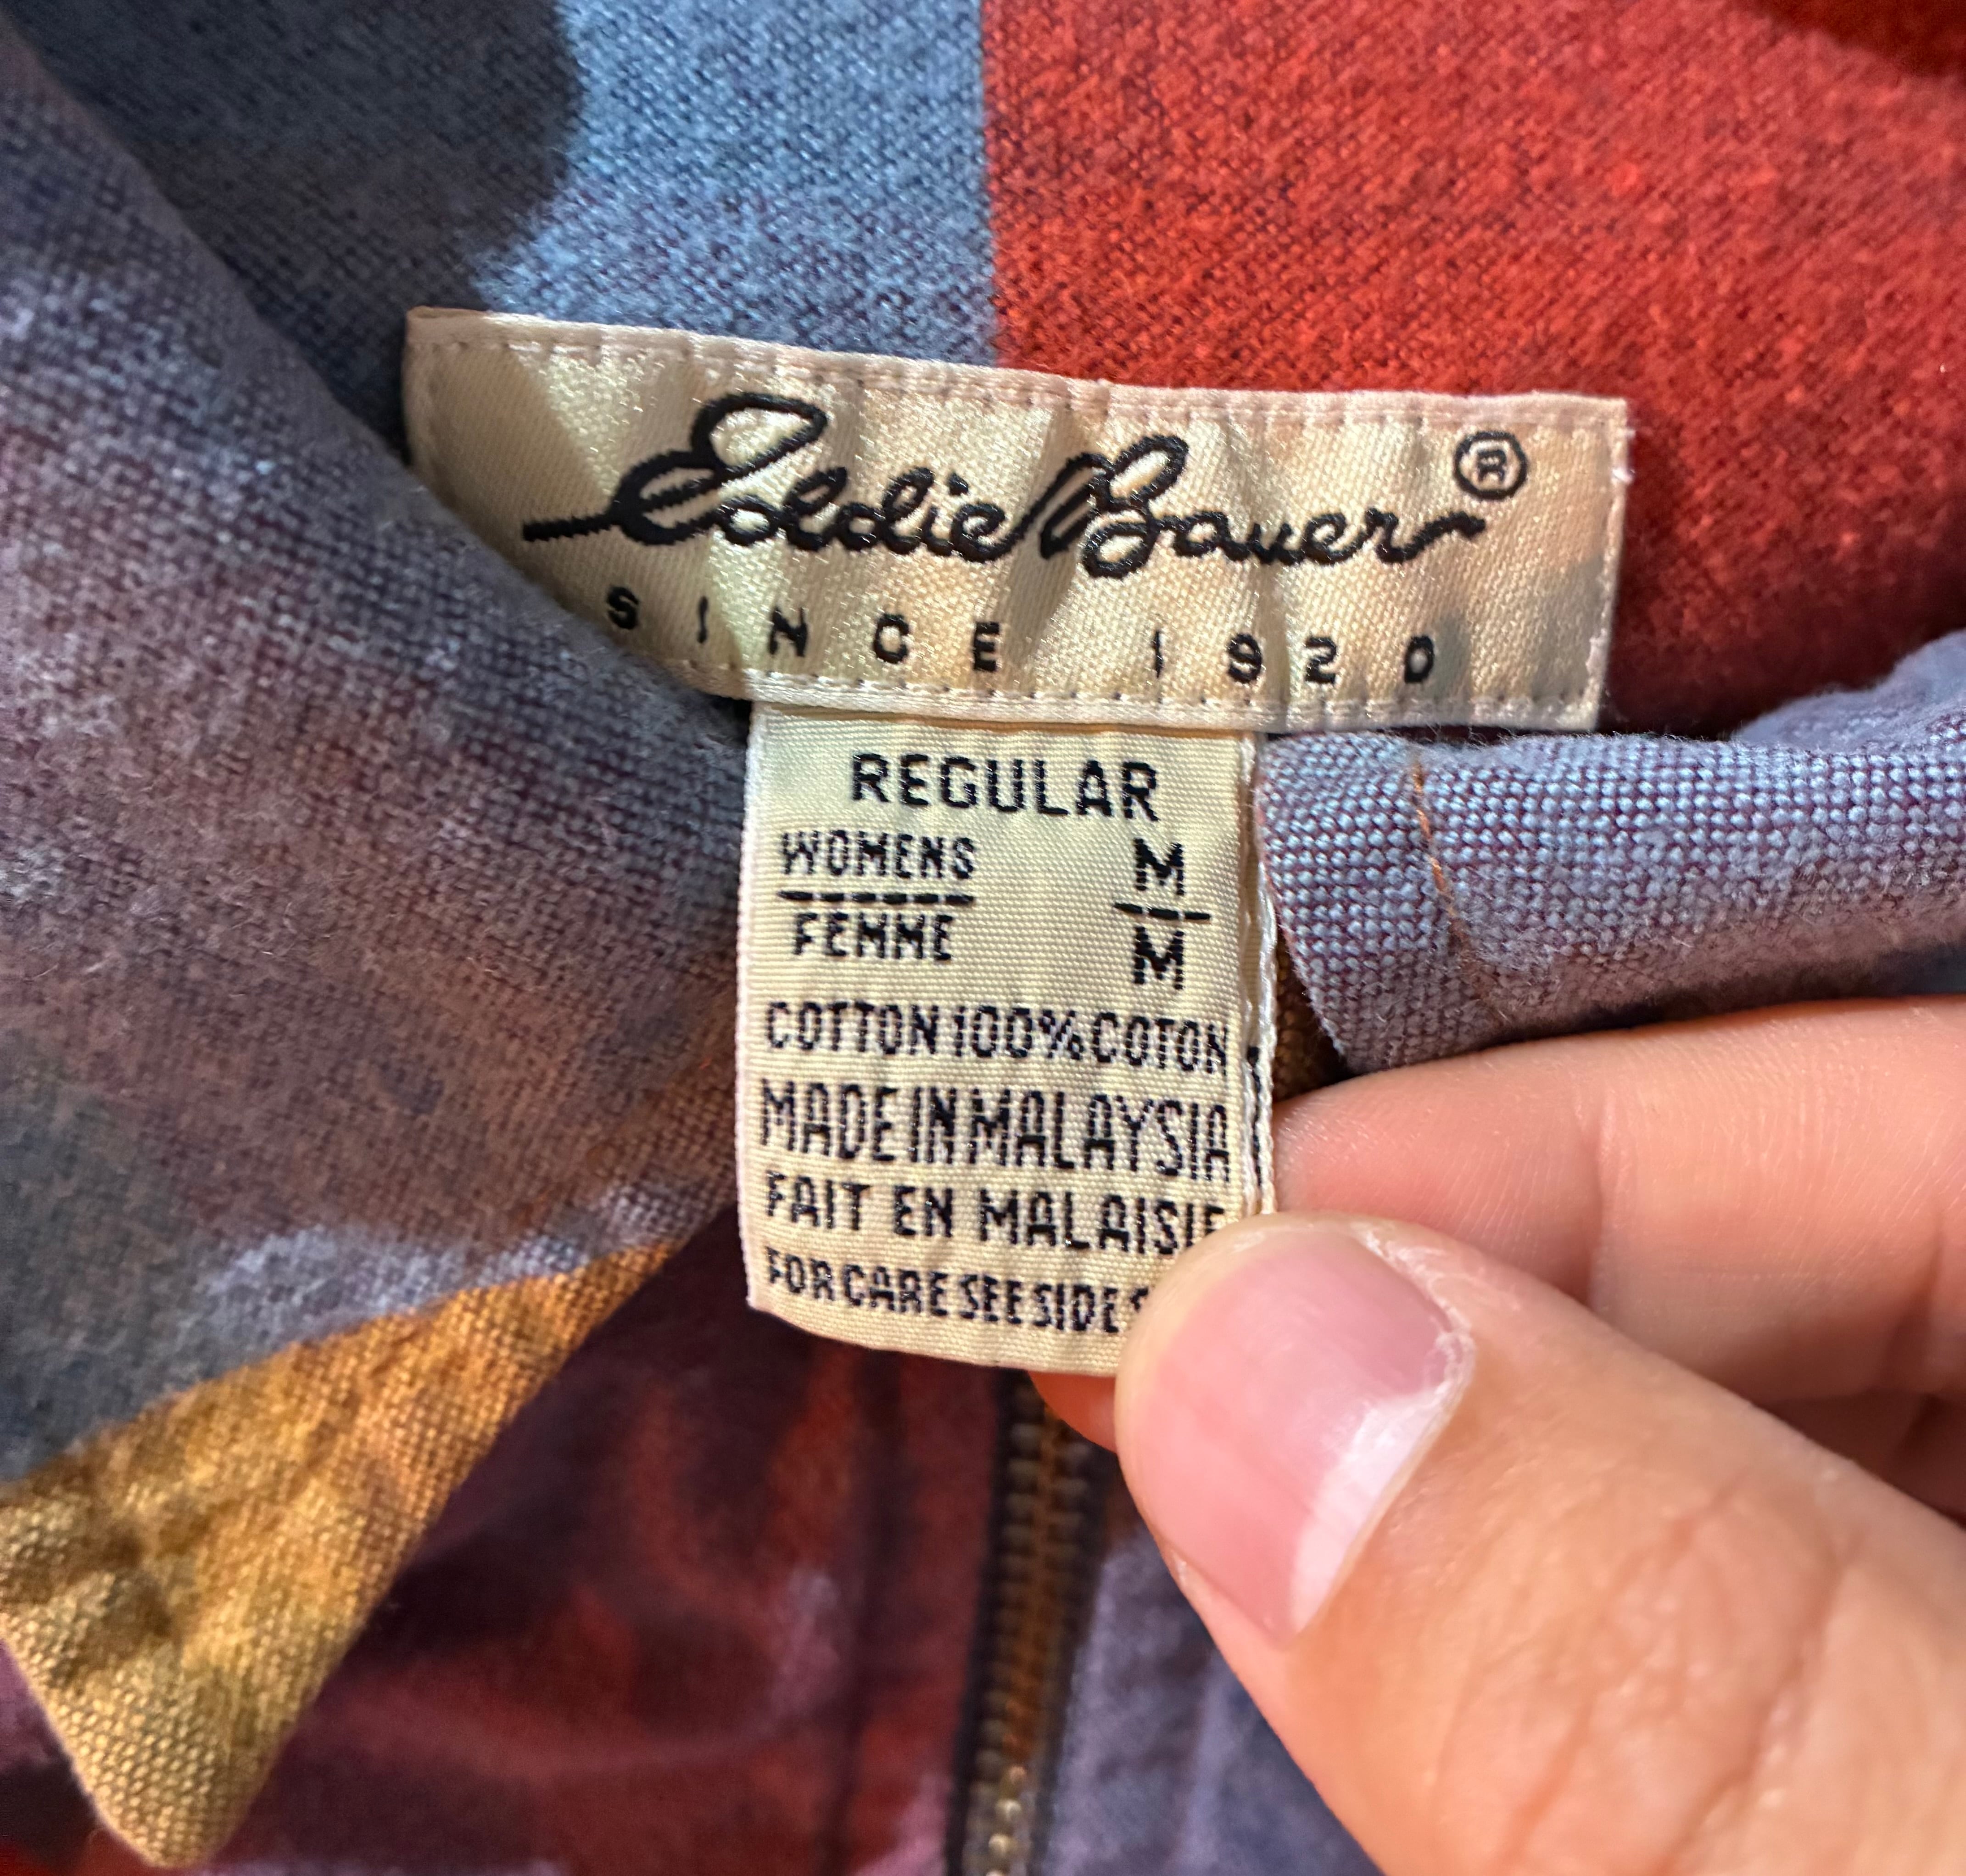 Eddie Bauer ®
SINCE 1920
REGULAR
WOMENS M
FEMME M
COTTON 100% COTON
MADE IN MALAYSIA
FAIT EN MALAISIE
FOR CARE SEE SIDE